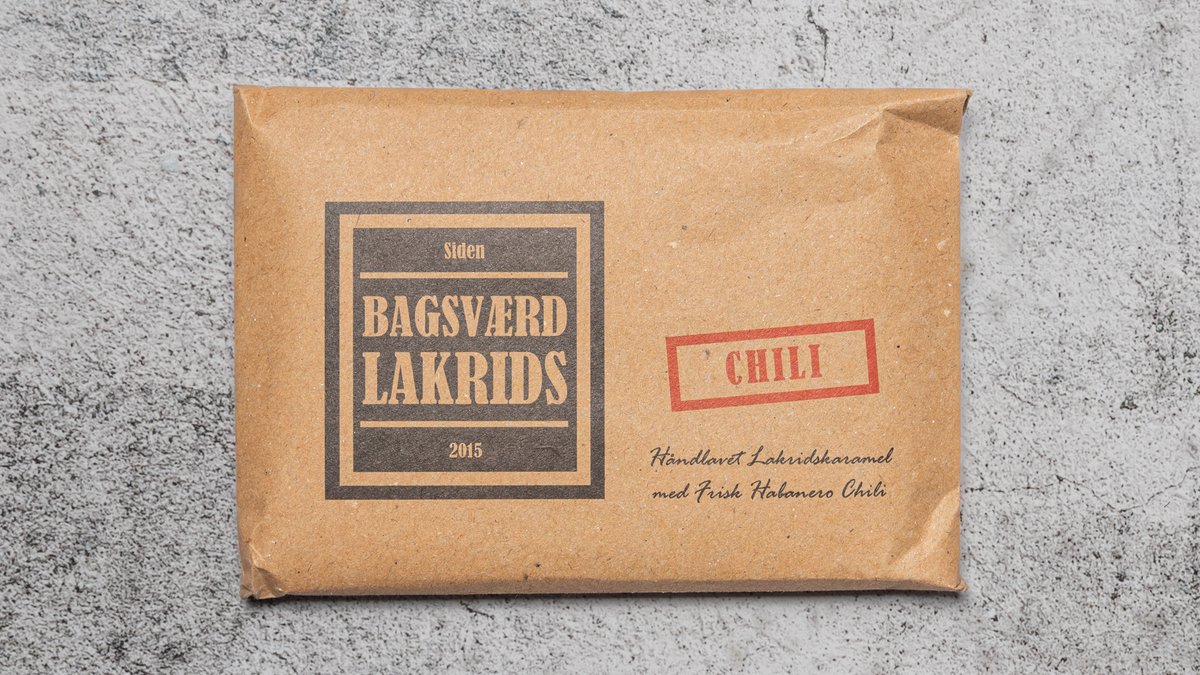 Siden
BAGSVÆRD
LAKRIDS
2015
CHILI
Håndlavet Lakridskaramel
med Frisk Habanero Chili